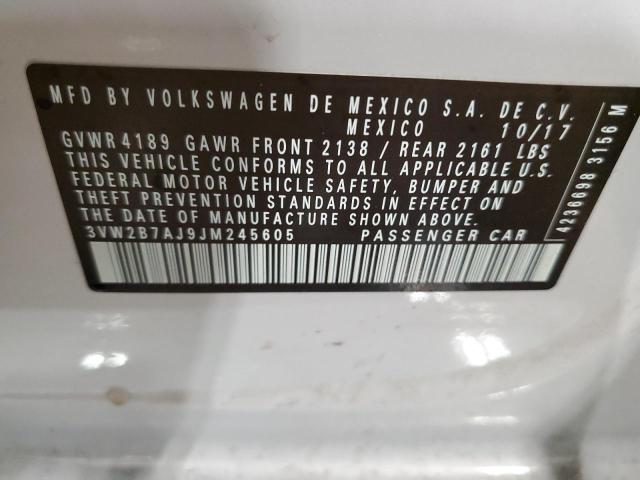 MFD BY VOLKSWAGEN DE MEXICO S.A. DE C.V.
MEXICO 10/17
GVWR 4189 GAWR FRONT 2138 / REAR 2161 LBS
THIS VEHICLE CONFORMS TO ALL APPLICABLE U.S.
FEDERAL MOTOR VEHICLE SAFETY, BUMPER AND
THEFT PREVENTION STANDARDS IN EFFECT ON
THE DATE OF MANUFACTURE SHOWN ABOVE.
3VW2B7AJ9JM245605 PASSENGER CAR
4236698 3156 M